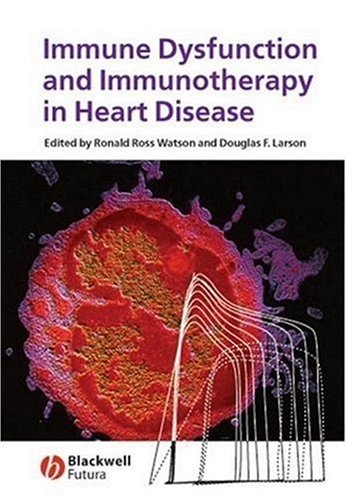 Immune Dysfunction
and Immunotherapy
in Heart Disease
Edited by Ronald Ross Watson and Douglas F. Larson
Blackwell
Futura